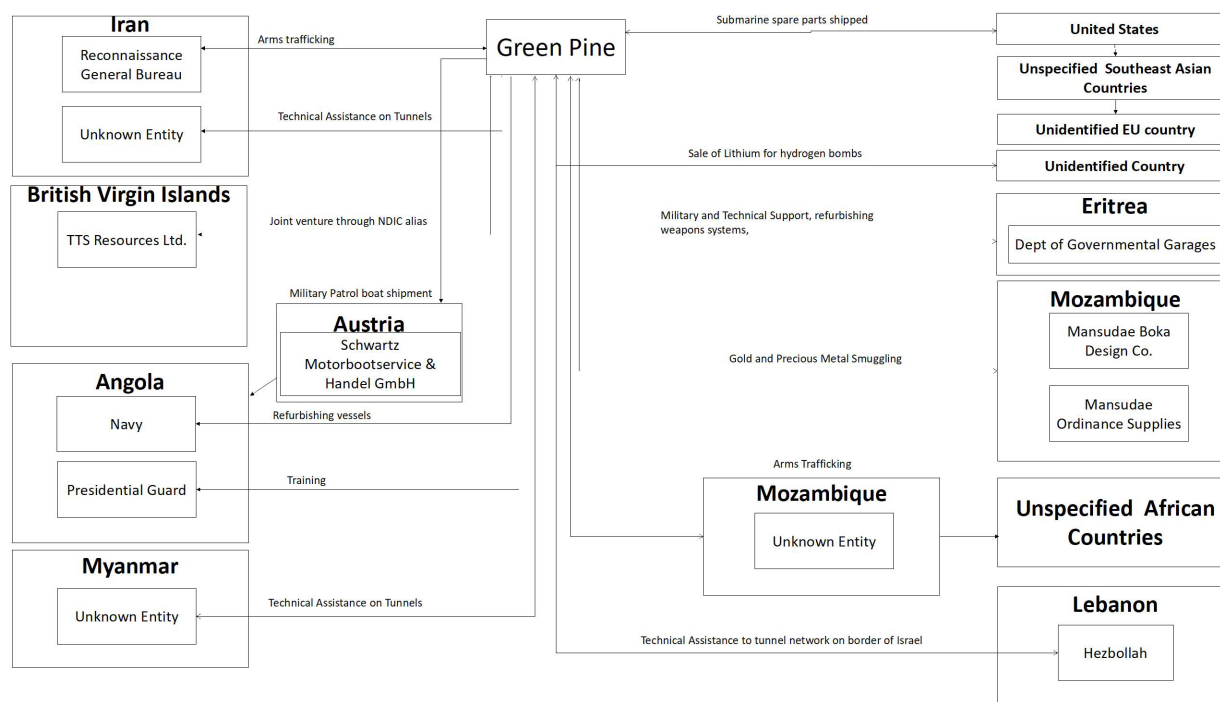 Iran
Reconnaissance
General Bureau
Arms trafficking
Unknown Entity
Technical Assistance on Tunnels
Green Pine
Submarine spare parts shipped
United States
Unspecified Southeast Asian
Countries
Unidentified EU country
Sale of Lithium for hydrogen bombs
Unidentified Country
British Virgin Islands
TTS Resources Ltd.
Joint venture through NDIC alias
Military and Technical Support, refurbishing
weapons systems,
Eritrea
Dept of Governmental Garages
Military Patrol boat shipment
Austria
Schwartz
Motorbootservice &
Handel GmbH
Mozambique
Mansudae Boka
Design Co.
Mansudae
Ordinance Supplies
Gold and Precious Metal Smuggling
Angola
Navy
Refurbishing vessels
Presidential Guard
Training
Arms Trafficking
Mozambique
Unknown Entity
Unspecified African
Countries
Myanmar
Unknown Entity
Technical Assistance on Tunnels
Technical Assistance to tunnel network on border of Israel
Lebanon
Hezbollah